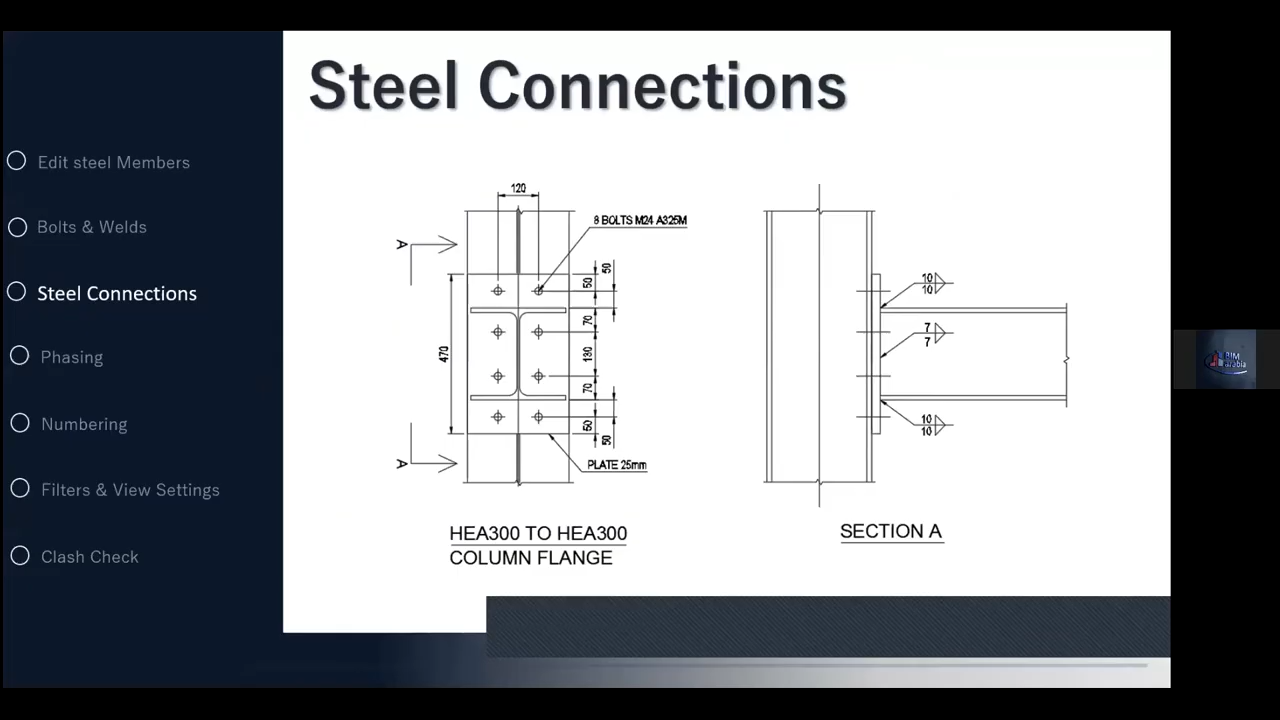 Steel Connections
Edit steel Members
Bolts & Welds
Steel Connections
Phasing
Numbering
Filters & View Settings
Clash Check
120
8 BOLTS M24 A325M
A
50
50
70
470
130
70
50
50
A
PLATE 25mm
HEA300 TO HEA300
COLUMN FLANGE
10
10
7
7
10
10
SECTION A
BIM
arabia